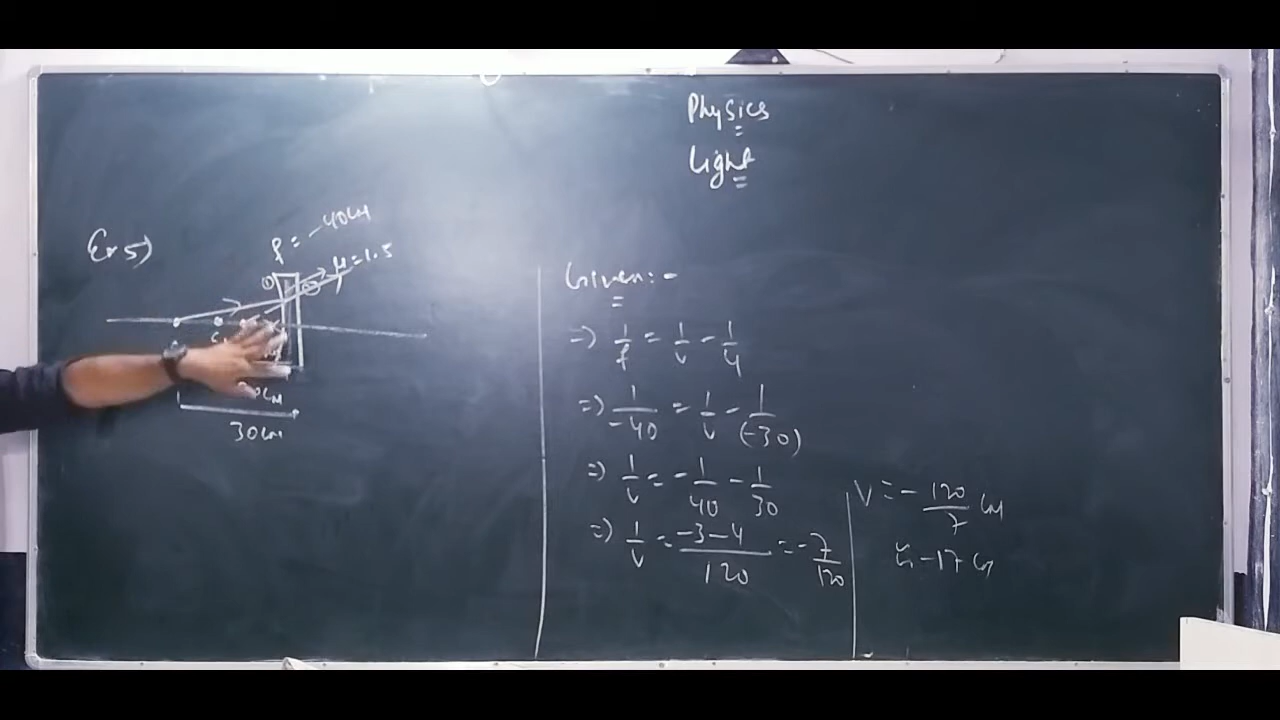 Physics
Light
Ex 5)
f = -40cm
μ=1.5
30cm
Given:-
=) 1/f = 1/v - 1/u
=) 1/-40 = 1/v - 1/(-30)
=) 1/v = -1/40 - 1/30
=) 1/v = -3-4/120 = -7/120
V = -120/7 cm
-17 cm